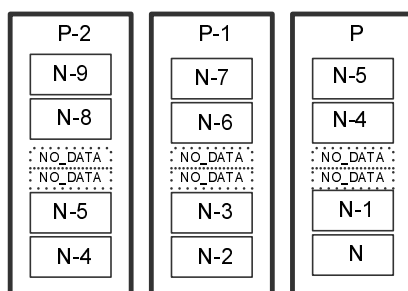 P-2
N-9
N-8
NO_DATA
NO_DATA
N-5
N-4
P-1
N-7
N-6
NO_DATA
NO_DATA
N-3
N-2
P
N-5
N-4
NO_DATA
NO_DATA
N-1
N